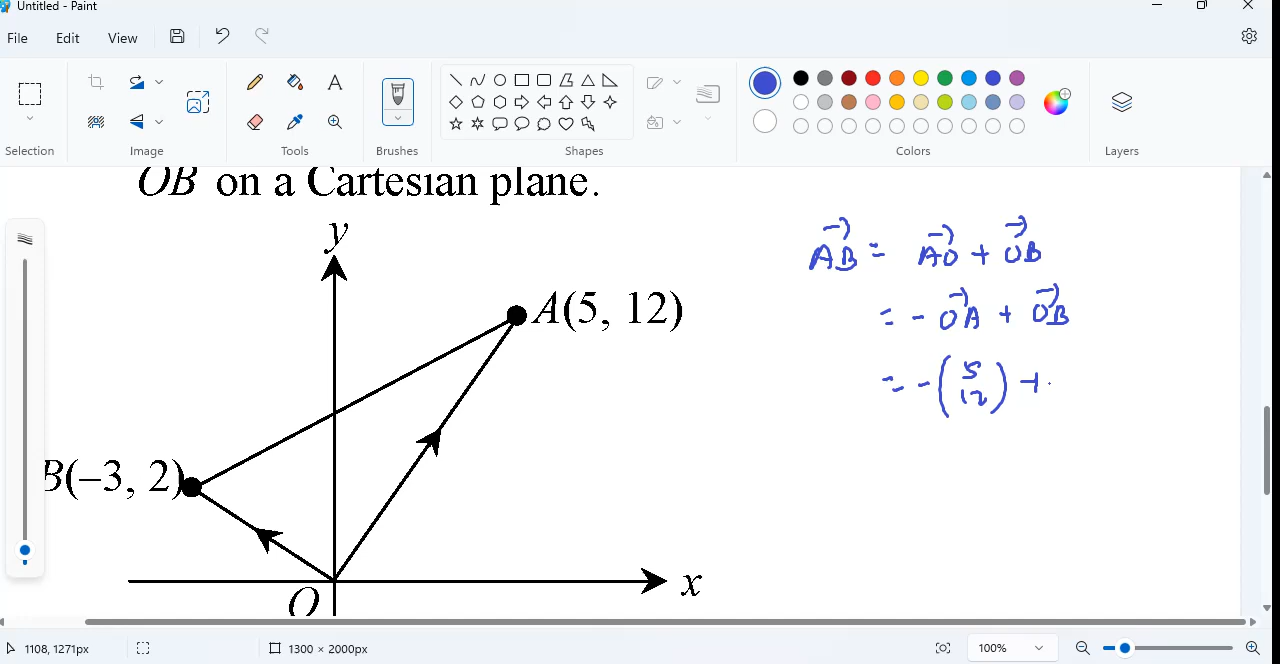 Untitled - Paint
File Edit View
Selection Image Tools Brushes Shapes Colors Layers
OB on a Cartesian plane.
y
A(5, 12)
B(–3, 2)
O
x
AB = AO + OB
= - OA + OB
= - (5 12) +
1108, 1271px
1300 × 2000px
100%